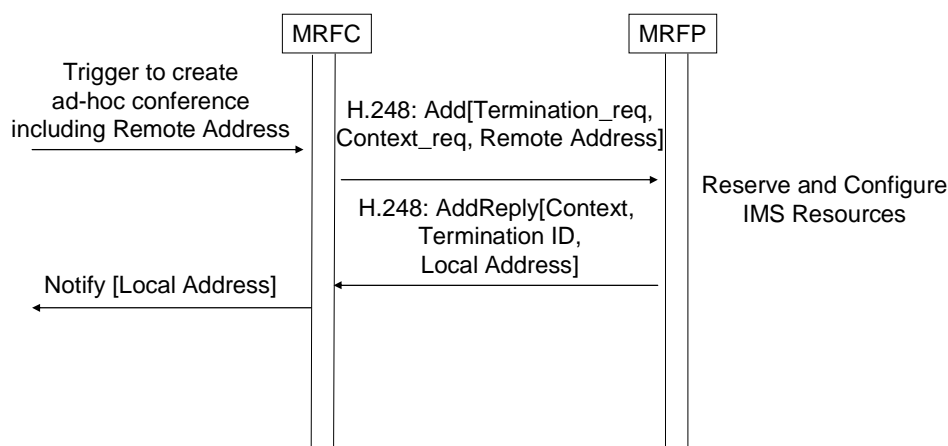 MRFC
MRFP
Trigger to create
ad-hoc conference
including Remote Address
H.248: Add[Termination_req,
Context_req, Remote Address]
Reserve and Configure
IMS Resources
H.248: AddReply[Context,
Termination ID,
Local Address]
Notify [Local Address]